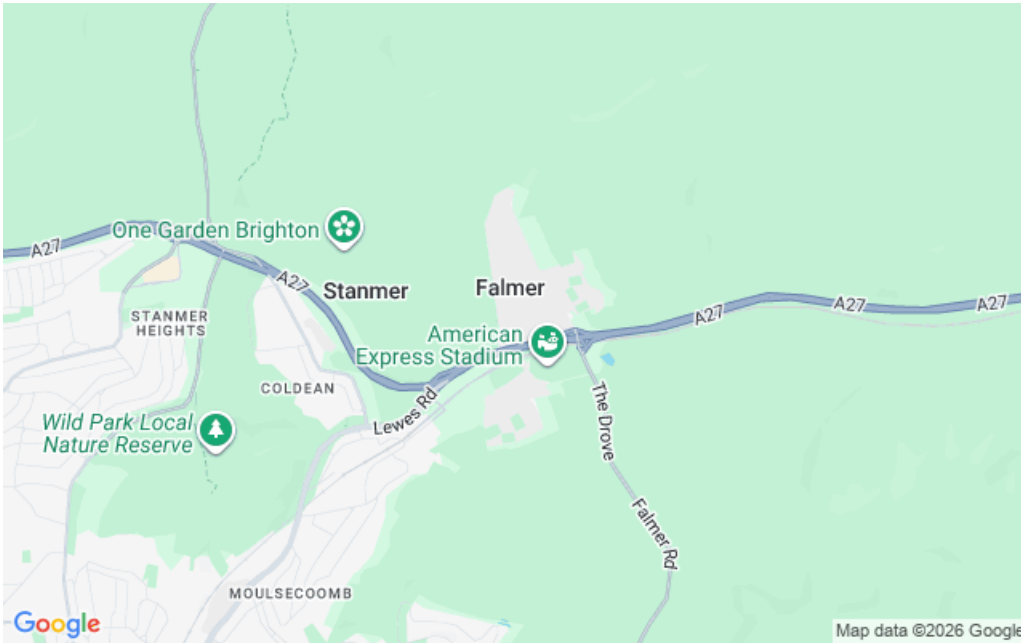 One Garden Brighton
A27
A27
Stanmer
Falmer
A27
A27
A27
STANMER
HEIGHTS
American
Express Stadium
COLDEAN
The Drove
Lewes Rd
Wild Park Local
Nature Reserve
Falmer Rd
MOULSECOOMB
Google
Map data ©2026 Google